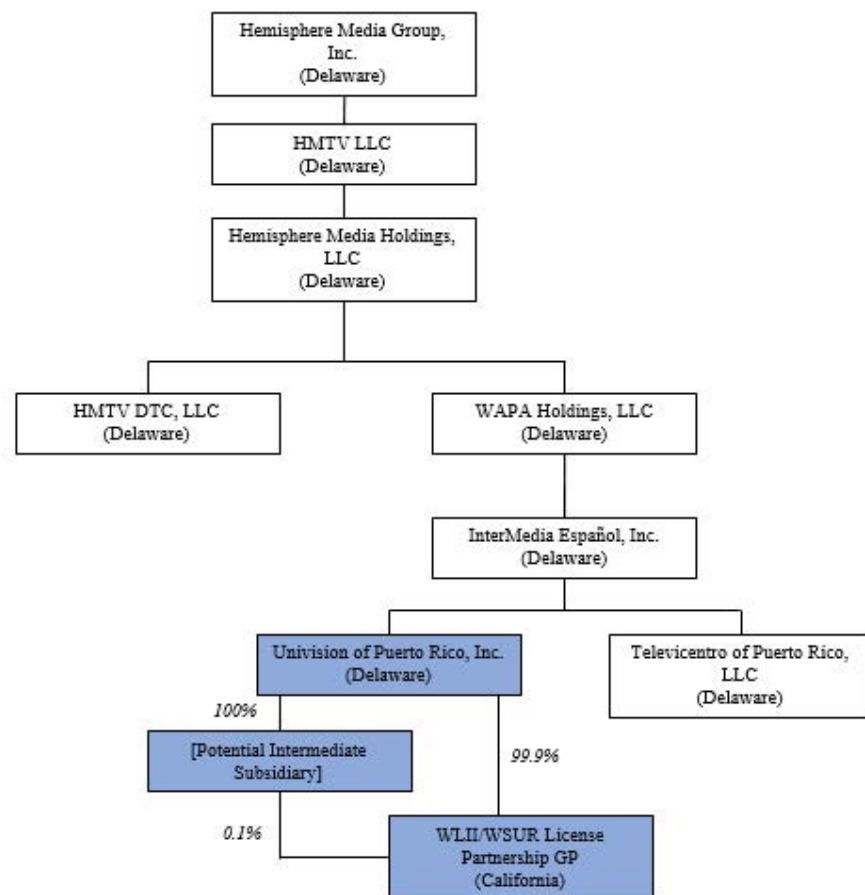 Hemisphere Media Group,
Inc.
(Delaware)
HMTV LLC
(Delaware)
Hemisphere Media Holdings,
LLC
(Delaware)
HMTV DTC, LLC
(Delaware)
WAPA Holdings, LLC
(Delaware)
InterMedia Español, Inc.
(Delaware)
Univision of Puerto Rico, Inc.
(Delaware)
Televicentro of Puerto Rico,
LLC
(Delaware)
100%
[Potential Intermediate
Subsidiary]
99.9%
0.1%
WLII/WSUR License
Partnership GP
(California)